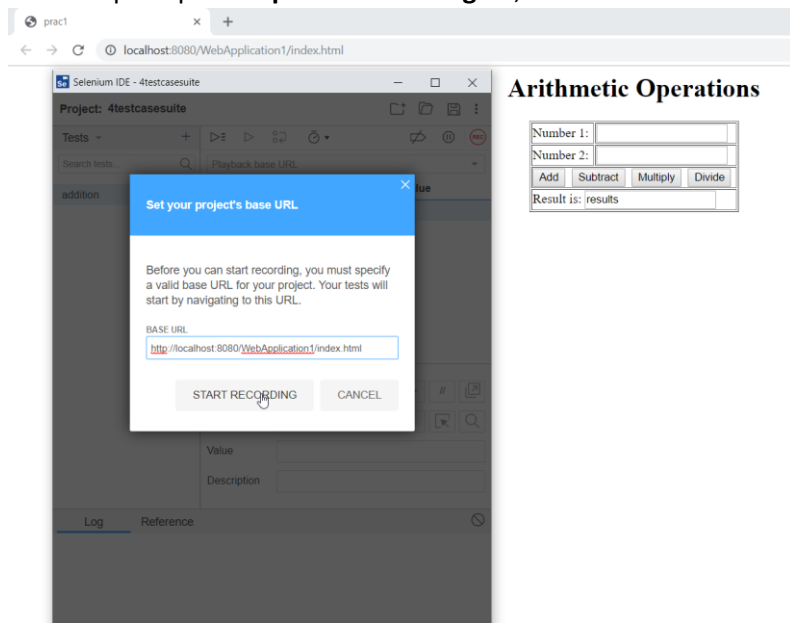 prac1
localhost:8080/WebApplication1/index.html
Selenium IDE - 4testcasesuite
Project: 4testcasesuite
Tests
Search tests...
Playback base URL
REC
addition
lue
Set your project's base URL
Before you can start recording, you must specify
a valid base URL for your project. Your tests will
start by navigating to this URL.
BASE URL
http://localhost:8080/WebApplication1/index.html
START RECORDING
CANCEL
//
Value
Description
Log
Reference
Arithmetic Operations
Number 1:
Number 2:
Add Subtract Multiply Divide
Result is: results